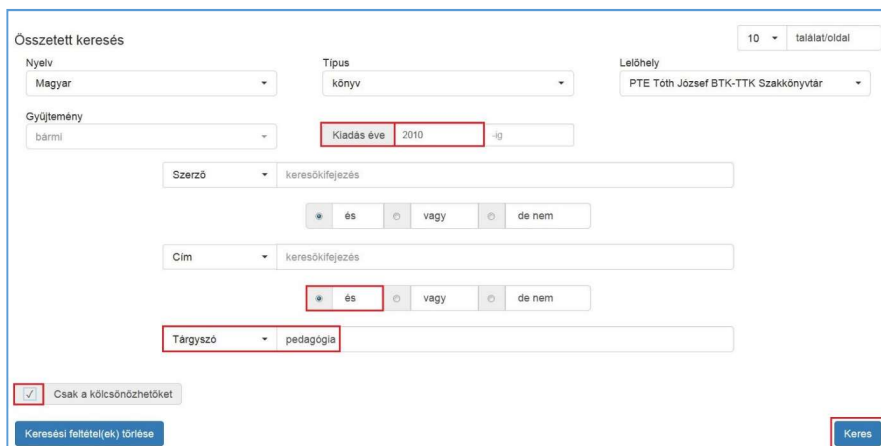 Összetett keresés
10 találat/oldal
Nyelv Típus Lelőhely
Magyar könyv PTE Tóth József BTK-TTK Szakkönyvtár
Gyűjtemény
bármi Kiadás éve 2010 -ig
Szerző keresőkifejezés
és vagy de nem
Cím keresőkifejezés
és vagy de nem
Tárgyszó pedagógia
Csak a kölcsönözhetőket
Keresési feltétel(ek) törlése Keres